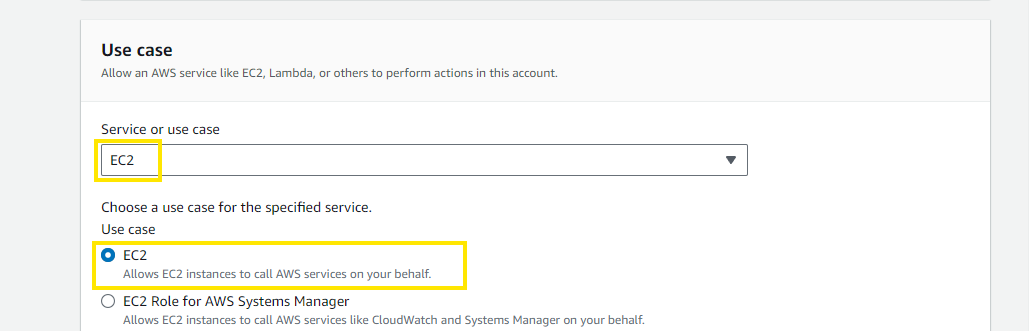 Use case
Allow an AWS service like EC2, Lambda, or others to perform actions in this account.
Service or use case
EC2
Choose a use case for the specified service.
Use case
EC2
Allows EC2 instances to call AWS services on your behalf.
EC2 Role for AWS Systems Manager
Allows EC2 instances to call AWS services like CloudWatch and Systems Manager on your behalf.